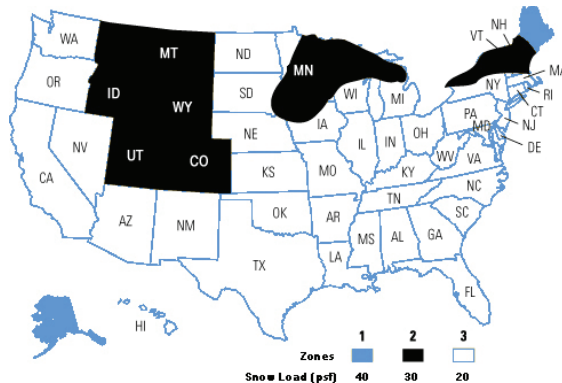 WA
MT
ND
MN
VT
NH
MA
OR
ID
WY
SD
WI
MI
NY
RI
CT
NV
UT
CO
NE
IA
IL
IN
OH
PA
MD
NJ
DE
CA
KS
MO
KY
WV
VA
AZ
NM
OK
AR
TN
NC
SC
TX
LA
MS
AL
GA
FL
HI
1 2 3
Zones
Snow Load (psf) 40 30 20